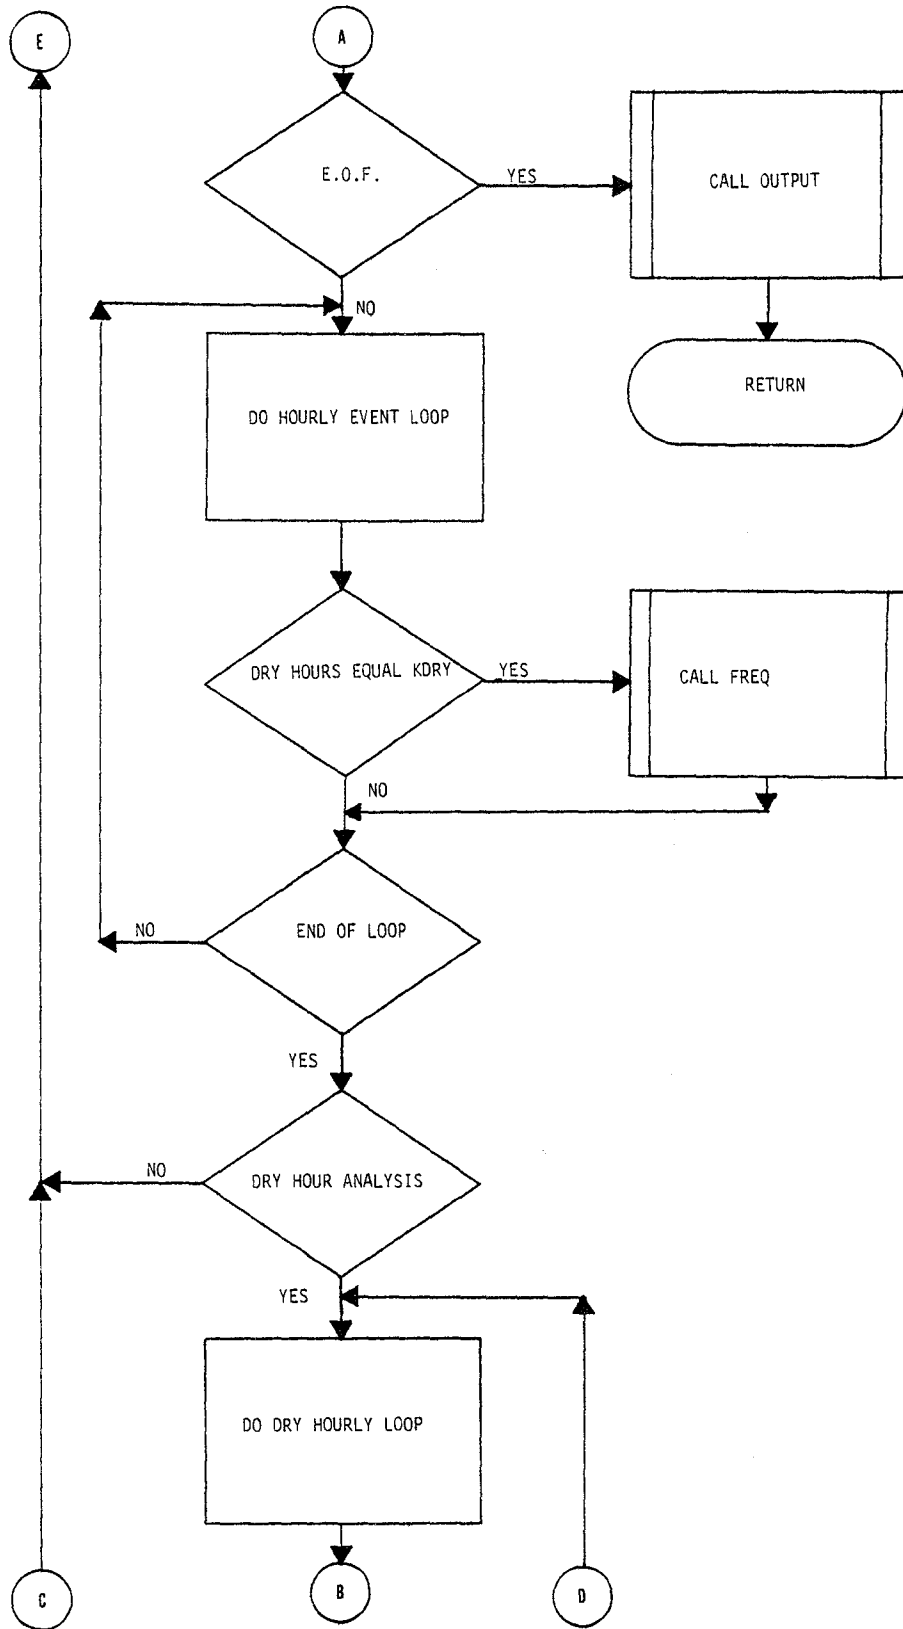 E
A
E.O.F.
YES
CALL OUTPUT
NO
RETURN
DO HOURLY EVENT LOOP
DRY HOURS EQUAL KDRY
YES
CALL FREQ
NO
END OF LOOP
NO
YES
DRY HOUR ANALYSIS
NO
YES
DO DRY HOURLY LOOP
C
B
D